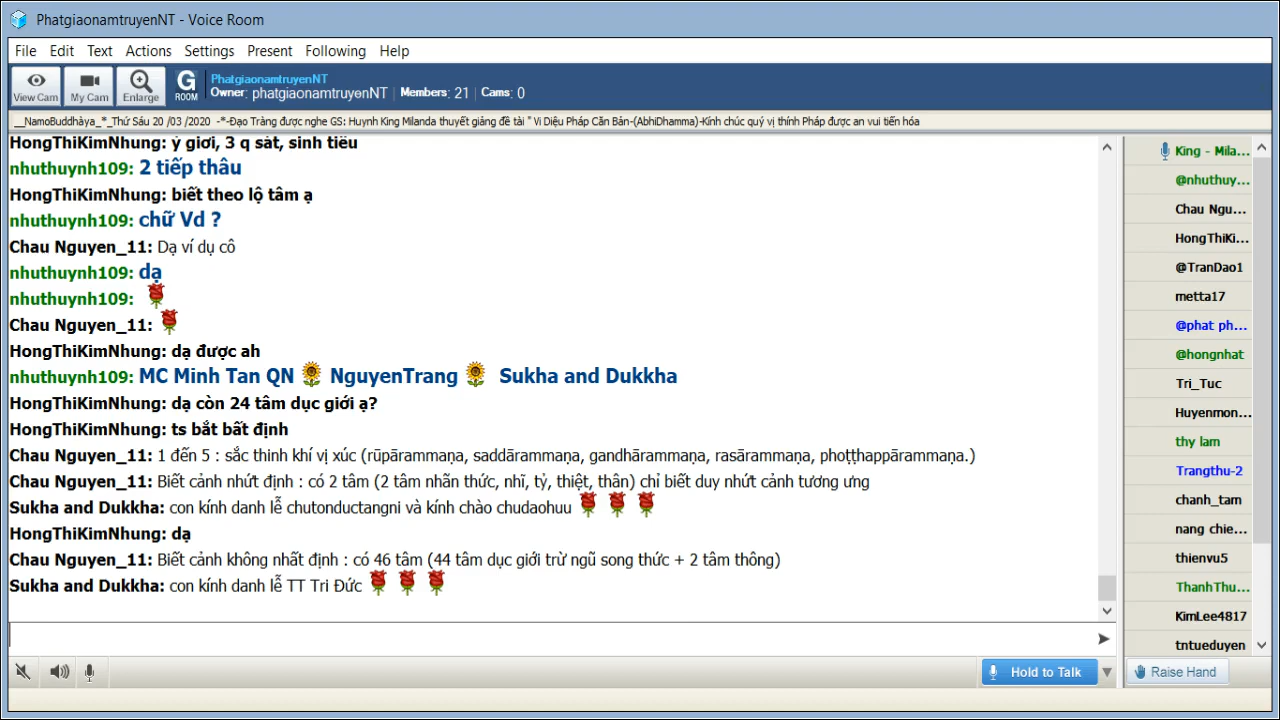 PhatgiaonamtruyenNT - Voice Room
File Edit Text Actions Settings Present Following Help
View Cam My Cam Enlarge G ROOM
PhatgiaonamtruyenNT
Owner: phatgiaonamtruyenNT | Members: 21 | Cams: 0
__NamoBuddhàya_*_Thứ Sáu 20 /03 /2020 -*-Đạo Tràng được nghe GS: Huynh King Milanda thuyết giảng đề tài " Vi Diệu Pháp Căn Bản-(AbhiDhamma)-Kính chúc quý vị thính Pháp được an vui tiến hóa
HongThiKimNhung: ý giới, 3 q sát, sinh tiếu
nhuthuynh109: 2 tiếp thâu
HongThiKimNhung: biết theo lộ tâm ạ
nhuthuynh109: chữ Vd ?
Chau Nguyen_11: Dạ ví dụ cô
nhuthuynh109: dạ
nhuthuynh109:
Chau Nguyen_11:
HongThiKimNhung: dạ được ah
nhuthuynh109: MC Minh Tan QN NguyenTrang Sukha and Dukkha
HongThiKimNhung: dạ còn 24 tâm dục giới ạ?
HongThiKimNhung: ts bắt bất định
Chau Nguyen_11: 1 đến 5 : sắc thinh khí vị xúc (rūpārammaṇa, saddārammaṇa, gandhārammaṇa, rasārammaṇa, phoṭṭhappārammaṇa.)
Chau Nguyen_11: Biết cảnh nhứt định : có 2 tâm (2 tâm nhãn thức, nhĩ, tỷ, thiệt, thân) chỉ biết duy nhứt cảnh tương ưng
Sukha and Dukkha: con kính danh lễ chutonductangni và kính chào chudaohuu
HongThiKimNhung: dạ
Chau Nguyen_11: Biết cảnh không nhất định : có 46 tâm (44 tâm dục giới trừ ngũ song thức + 2 tâm thông)
Sukha and Dukkha: con kính danh lễ TT Tri Đức
King - Mila...
@nhuthuy...
Chau Ngu...
HongThiKi...
@TranDao1
metta17
@phat ph...
@hongnhat
Tri_Tuc
Huyenmon...
thy lam
Trangthu-2
chanh_tam
nang chie...
thienvu5
ThanhThu...
KimLee4817
tntueduyen
Hold to Talk
Raise Hand